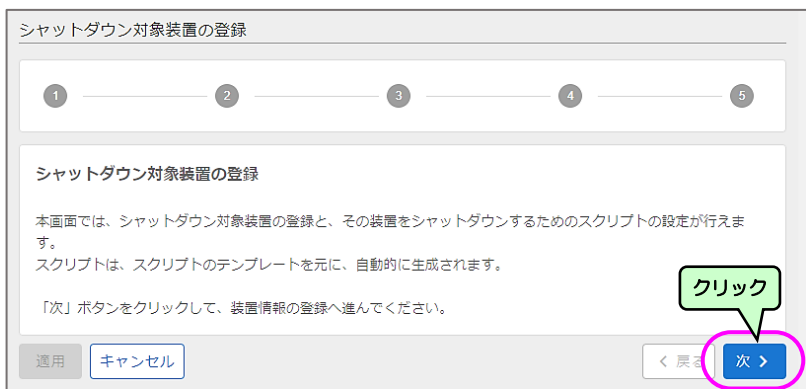 シャットダウン対象装置の登録
1 2 3 4 5
シャットダウン対象装置の登録
本画面では、シャットダウン対象装置の登録と、その装置をシャットダウンするためのスクリプトの設定が行えま
す。
スクリプトは、スクリプトのテンプレートを元に、自動的に生成されます。
「次」ボタンをクリックして、装置情報の登録へ進んでください。
クリック
適用 キャンセル < 戻る 次 >